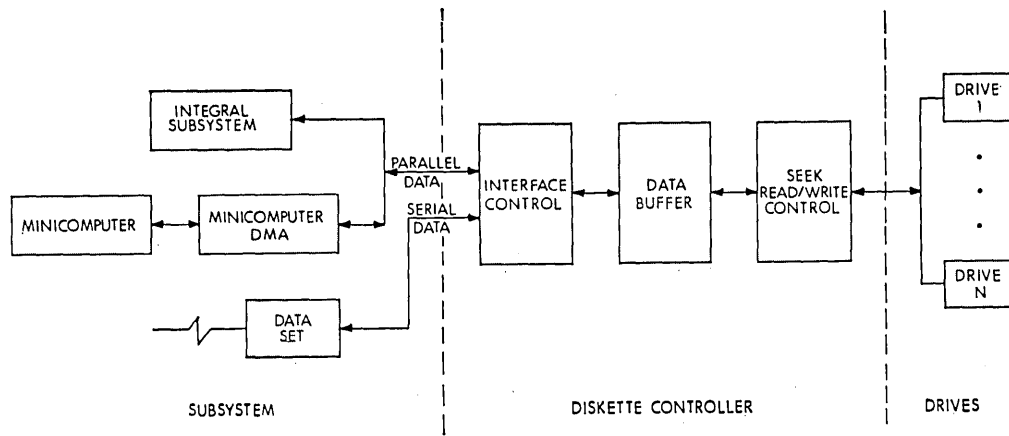 INTEGRAL
SUBSYSTEM
MINICOMPUTER
MINICOMPUTER
DMA
DATA
SET
PARALLEL
DATA
SERIAL
DATA
INTERFACE
CONTROL
DATA
BUFFER
SEEK
READ/WRITE
CONTROL
DRIVE
1
DRIVE
N
SUBSYSTEM
DISKETTE CONTROLLER
DRIVES